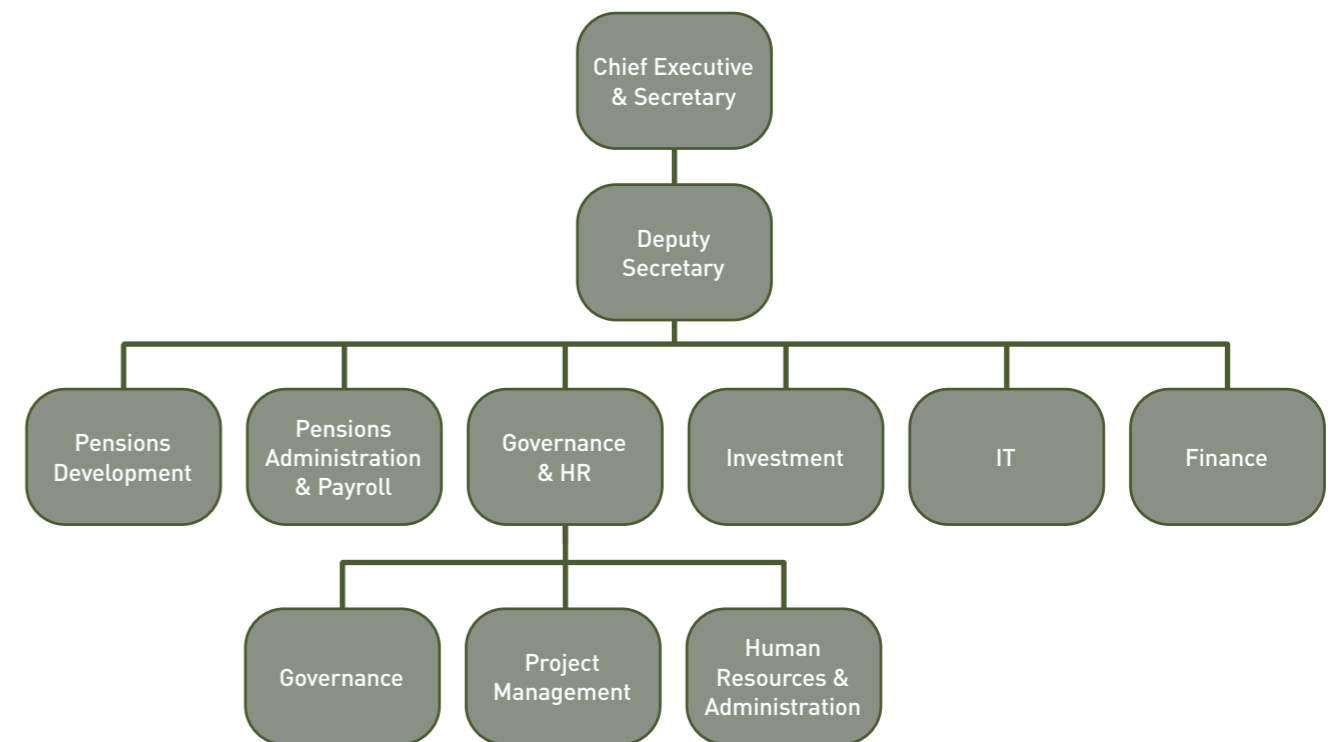 Chief Executive
& Secretary
Deputy
Secretary
Pensions
Development
Pensions
Administration
& Payroll
Governance
& HR
Investment
IT
Finance
Governance
Project
Management
Human
Resources &
Administration